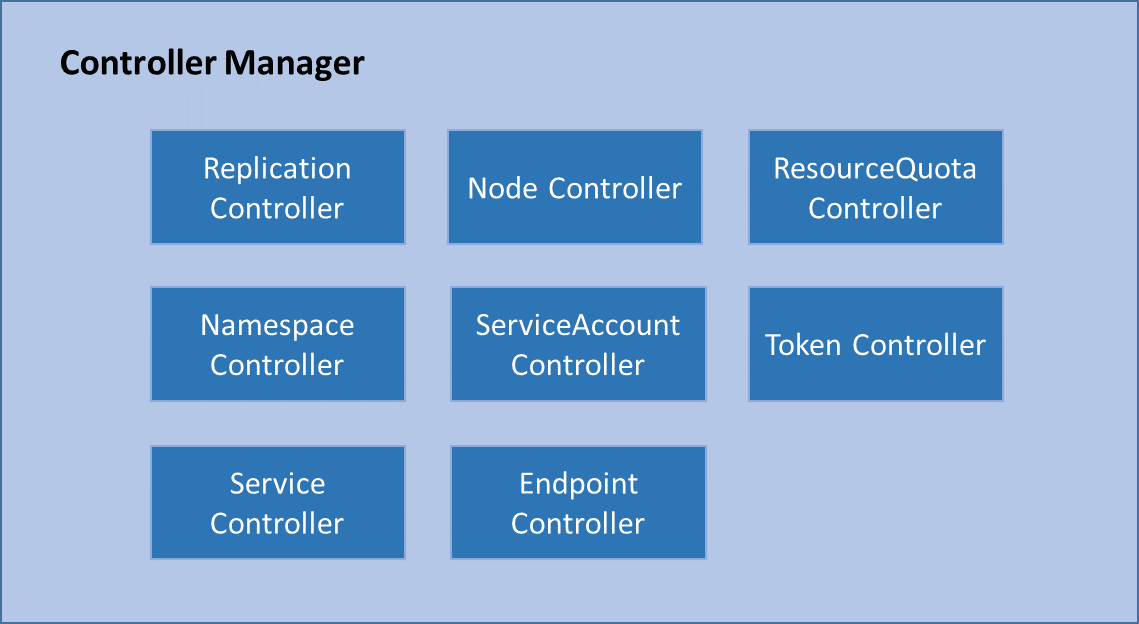 Controller Manager
Replication
Controller
Node Controller
ResourceQuota
Controller
Namespace
Controller
ServiceAccount
Controller
Token Controller
Service
Controller
Endpoint
Controller